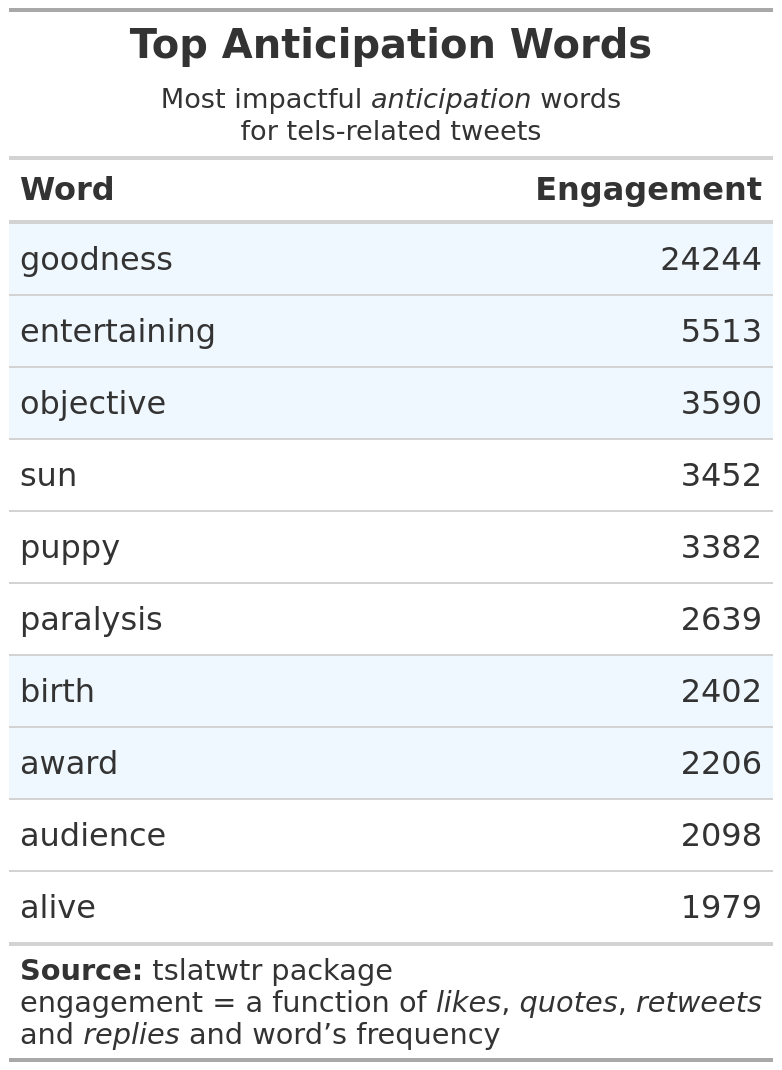 Top Anticipation Words
Most impactful anticipation words
for tels-related tweets
Word Engagement
goodness 24244
entertaining 5513
objective 3590
sun 3452
puppy 3382
paralysis 2639
birth 2402
award 2206
audience 2098
alive 1979
Source: tslatwtr package
engagement = a function of likes, quotes, retweets
and replies and word’s frequency